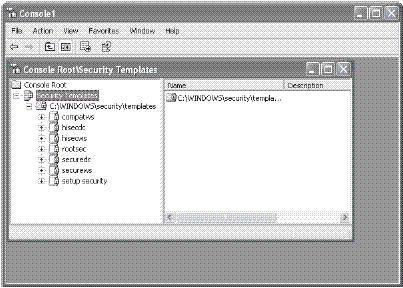 Console1
File Action View Favorites Window Help
Console Root\Security Templates
Console Root
Security Templates
C:\WINDOWS\security\templates
compatws
hisecdc
hisecws
rootsec
securedc
securews
setup security
Name Description
C:\WINDOWS\security\templa...